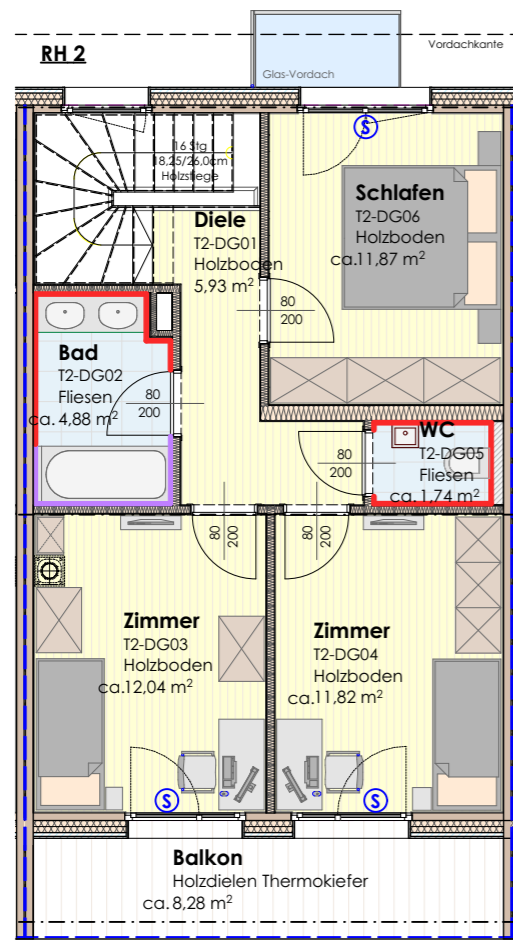 RH 2
Vordachkante
Glas-Vordach
16 Stg
18,25/26,0cm
Holzstiege
Diele
T2-DG01
Holzboden
5,93 m²
S
Schlafen
T2-DG06
Holzboden
ca.11,87 m²
80
200
Bad
T2-DG02
Fliesen
ca. 4,88 m²
80
200
WC
T2-DG05
Fliesen
ca. 1,74 m²
80
200
80
200
80
200
Zimmer
T2-DG03
Holzboden
ca.12,04 m²
Zimmer
T2-DG04
Holzboden
ca.11,82 m²
S
S
Balkon
Holzdielen Thermokiefer
ca.8,28 m²